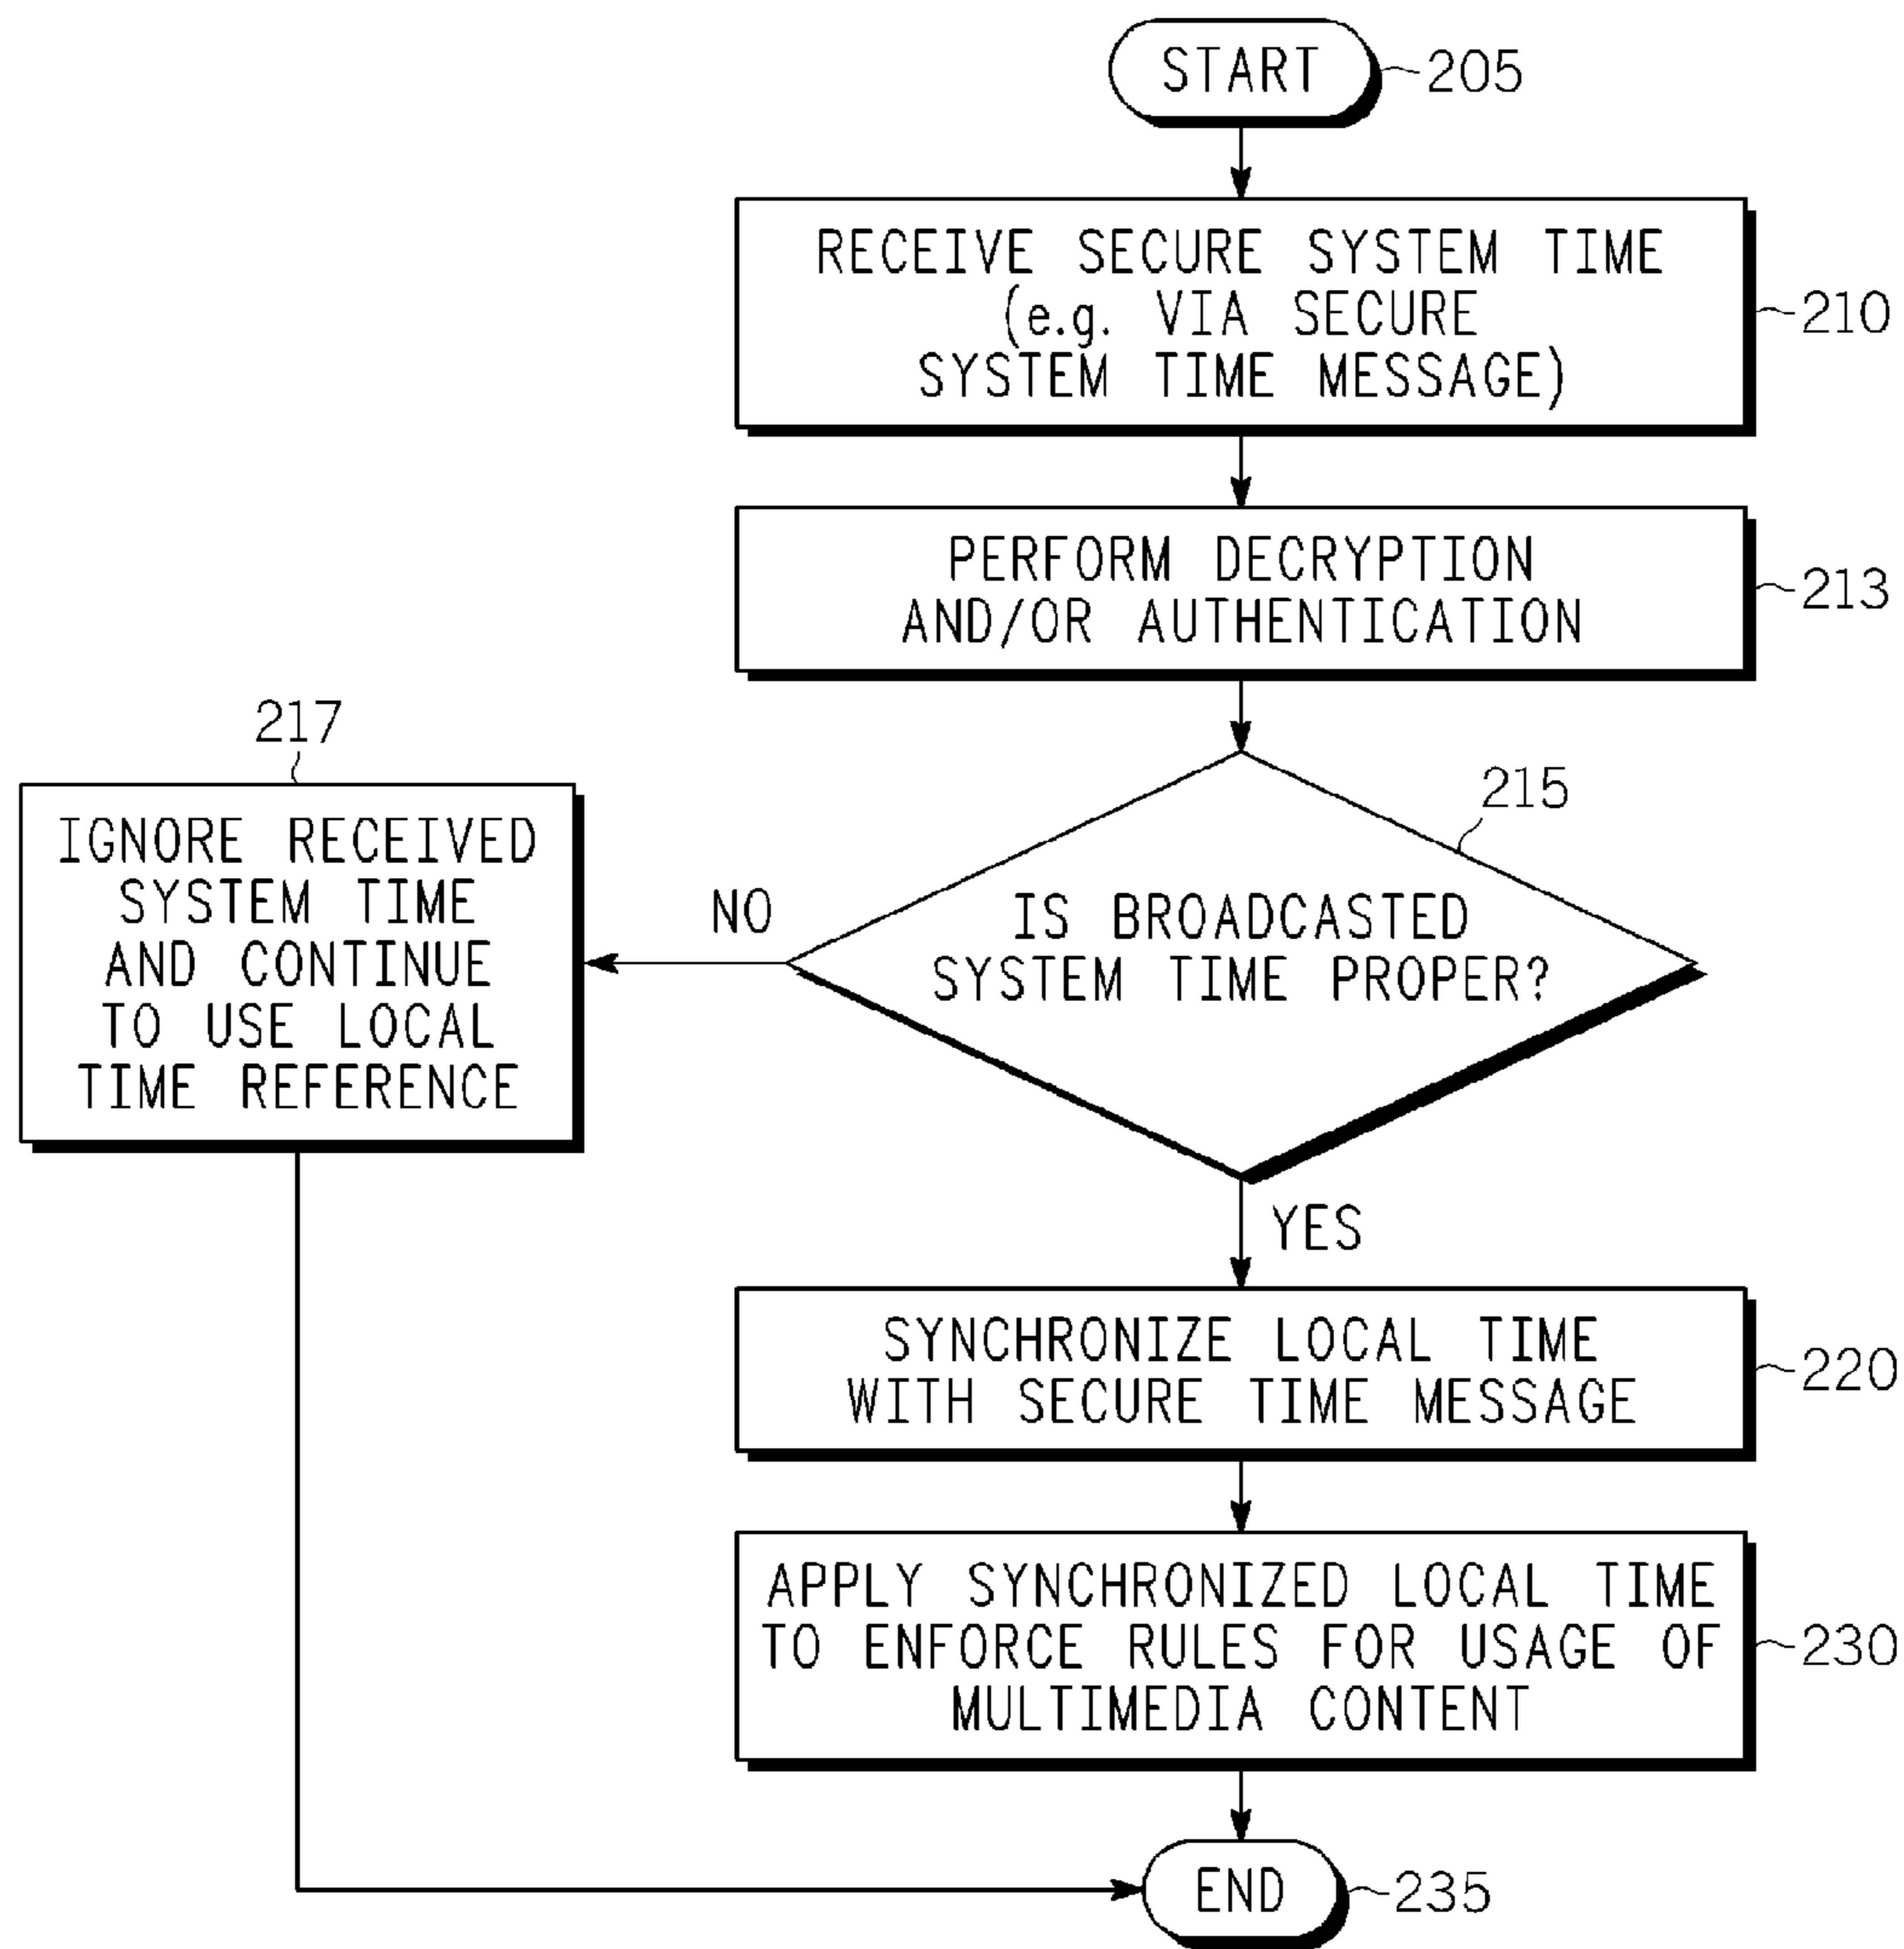 START
205
RECEIVE SECURE SYSTEM TIME
(e.g. VIA SECURE
SYSTEM TIME MESSAGE)
210
PERFORM DECRYPTION
AND/OR AUTHENTICATION
213
215
IS BROADCASTED
SYSTEM TIME PROPER?
NO
217
IGNORE RECEIVED
SYSTEM TIME
AND CONTINUE
TO USE LOCAL
TIME REFERENCE
YES
SYNCHRONIZE LOCAL TIME
WITH SECURE TIME MESSAGE
220
APPLY SYNCHRONIZED LOCAL TIME
TO ENFORCE RULES FOR USAGE OF
MULTIMEDIA CONTENT
230
END
235